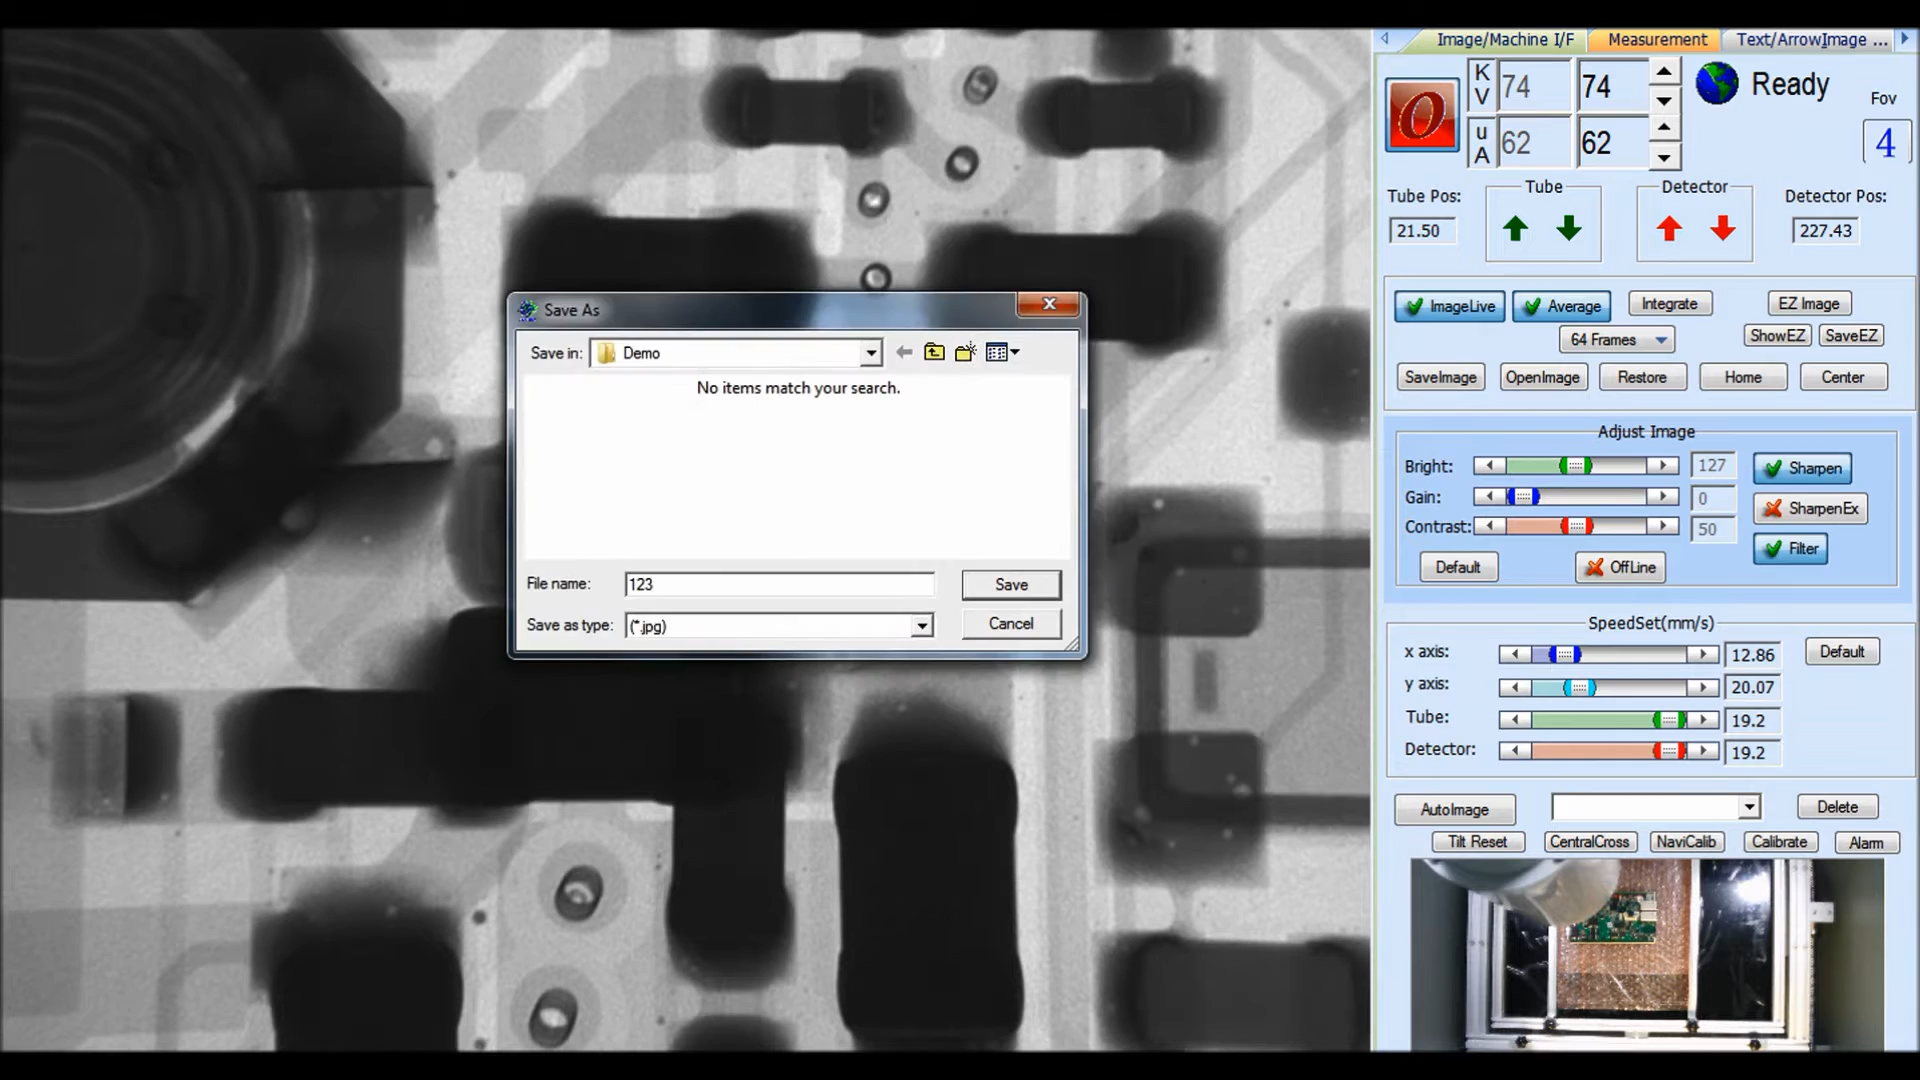 Image/Machine I/F Measurement Text/ArrowImage ...
KV 74 74 Ready Fov
uA 62 62 4
Tube Pos: Tube Detector Detector Pos:
21.50 227.43
ImageLive Average Integrate EZ Image
64 Frames ShowEZ SaveEZ
SaveImage OpenImage Restore Home Center
Adjust Image
Bright: 127 Sharpen
Gain: 0 SharpenEx
Contrast: 50 Filter
Default OffLine
SpeedSet(mm/s)
x axis: 12.86 Default
y axis: 20.07
Tube: 19.2
Detector: 19.2
AutoImage Delete
Tilt Reset CentralCross NaviCalib Calibrate Alarm
Save As
Save in: Demo
No items match your search.
File name: 123 Save
Save as type: (*.jpg) Cancel